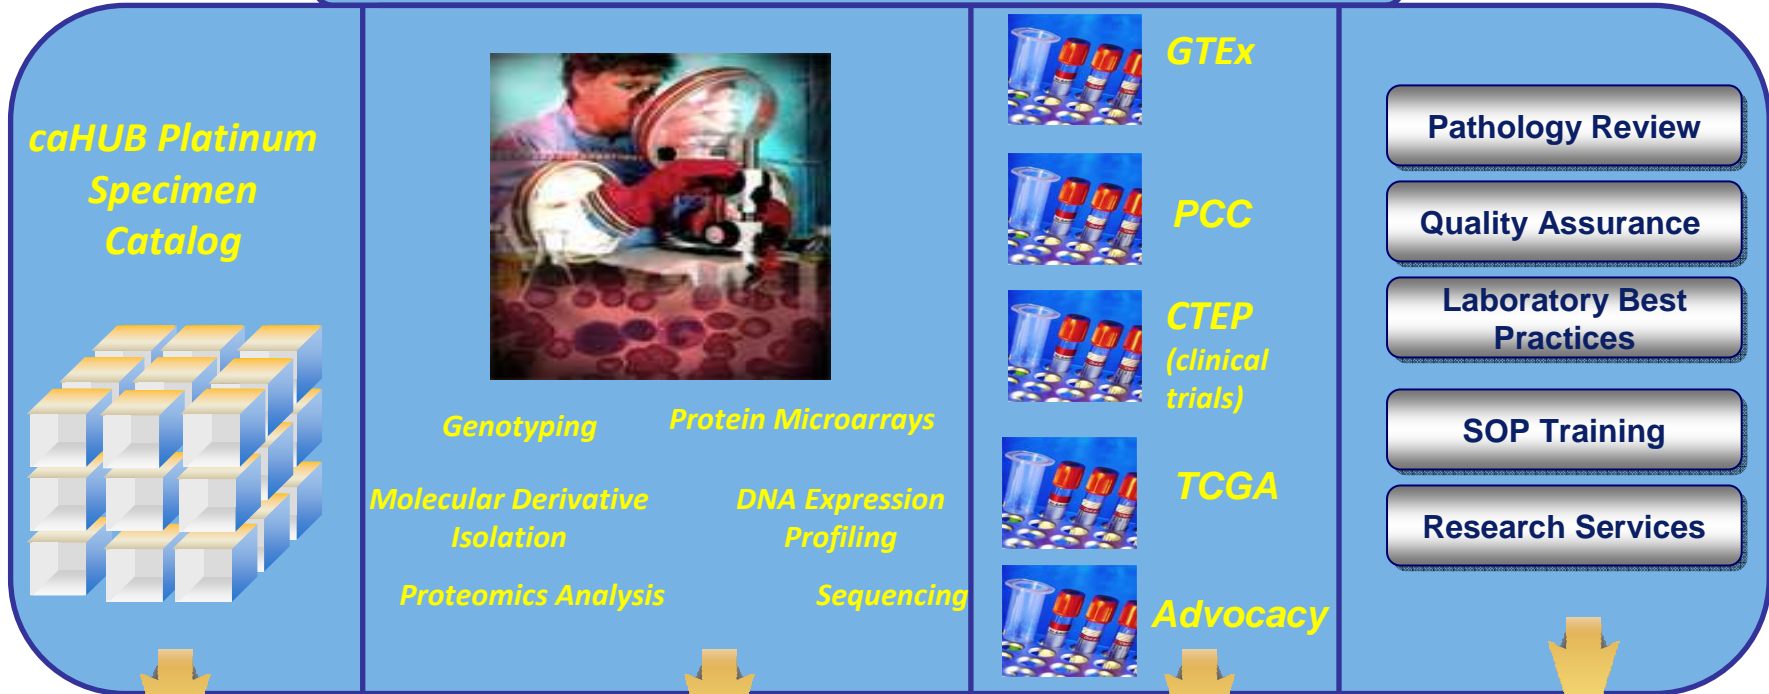 caHUB Platinum
Specimen
Catalog
Genotyping
Protein Microarrays
Molecular Derivative
Isolation
DNA Expression
Profiling
Proteomics Analysis
Sequencing
GTEx
PCC
CTEP
(clinical
trials)
TCGA
Advocacy
Pathology Review
Quality Assurance
Laboratory Best
Practices
SOP Training
Research Services